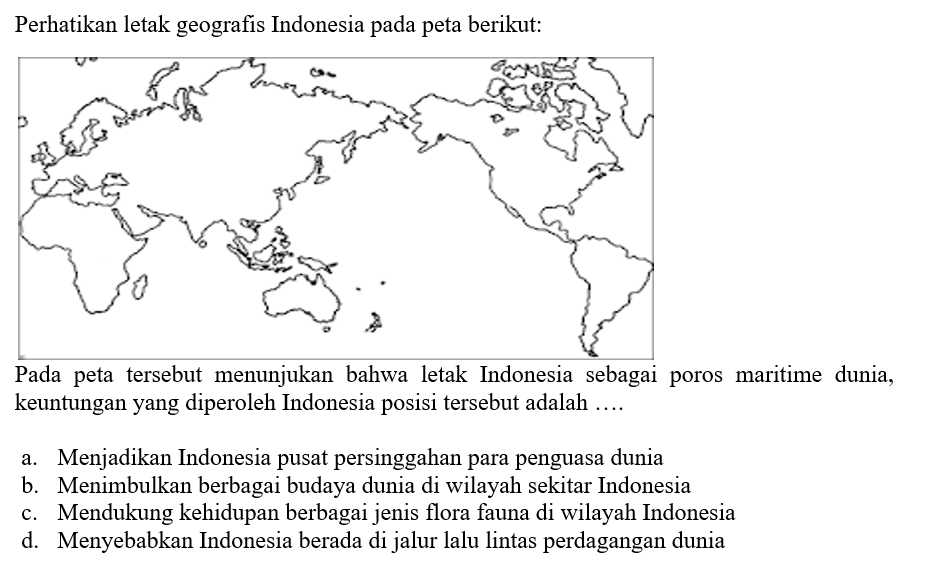 Perhatikan letak geografis Indonesia pada peta berikut:
Pada peta tersebut menunjukan bahwa letak Indonesia sebagai poros maritime dunia,
keuntungan yang diperoleh Indonesia posisi tersebut adalah ….
a. Menjadikan Indonesia pusat persinggahan para penguasa dunia
b. Menimbulkan berbagai budaya dunia di wilayah sekitar Indonesia
c. Mendukung kehidupan berbagai jenis flora fauna di wilayah Indonesia
d. Menyebabkan Indonesia berada di jalur lalu lintas perdagangan dunia